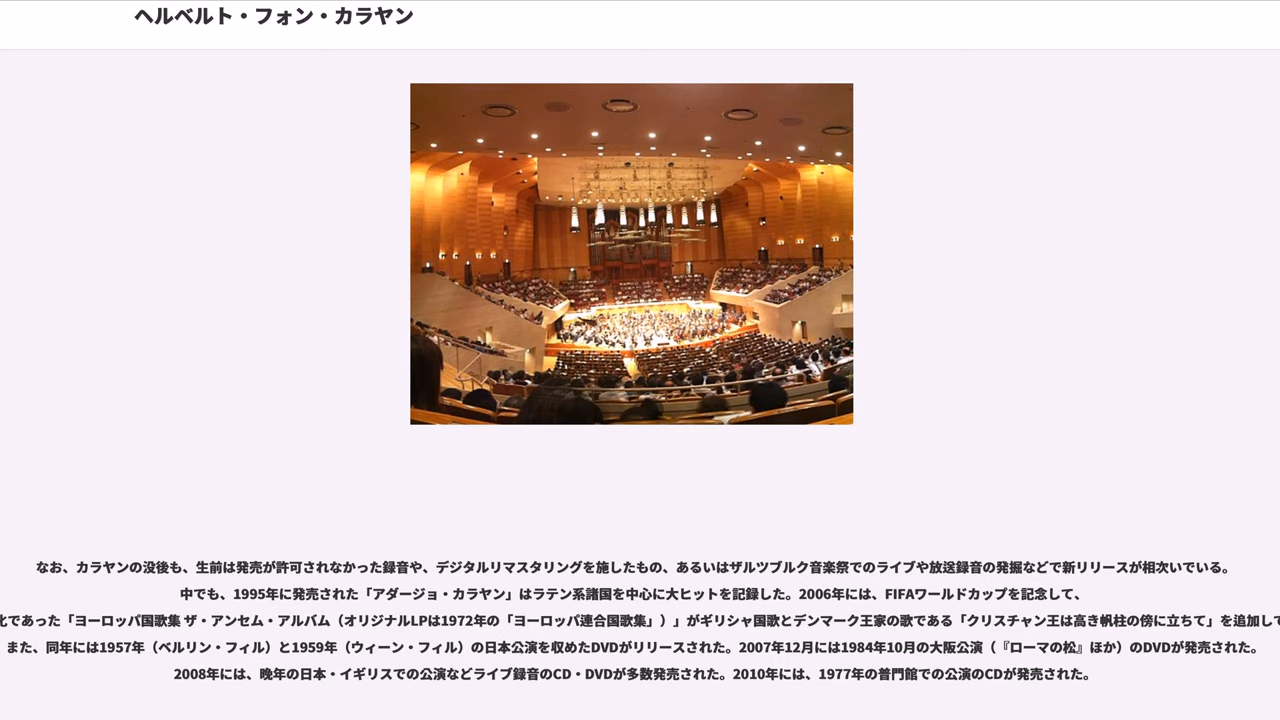 ヘルベルト・フォン・カラヤン
なお、カラヤンの没後も、生前は発売が許可されなかった録音や、デジタルリマスタリングを施したもの、あるいはザルツブルク音楽祭でのライブや放送録音の発掘などで新リリースが相次いでいる。
中でも、1995年に発売された「アダージョ・カラヤン」はラテン系諸国を中心に大ヒットを記録した。2006年には、FIFAワールドカップを記念して、
であった「ヨーロッパ国歌集 ザ・アンセム・アルバム（オリジナルLPは1972年の「ヨーロッパ連合国歌集」）」がギリシャ国歌とデンマーク王家の歌である「クリスチャン王は高き帆柱の傍に立ちて」を追加し
また、同年には1957年（ベルリン・フィル）と1959年（ウィーン・フィル）の日本公演を収めたDVDがリリースされた。2007年12月には1984年10月の大阪公演（『ローマの松』ほか）のDVDが発売された。
2008年には、晩年の日本・イギリスでの公演などライブ録音のCD・DVDが多数発売された。2010年には、1977年の普門館での公演のCDが発売された。